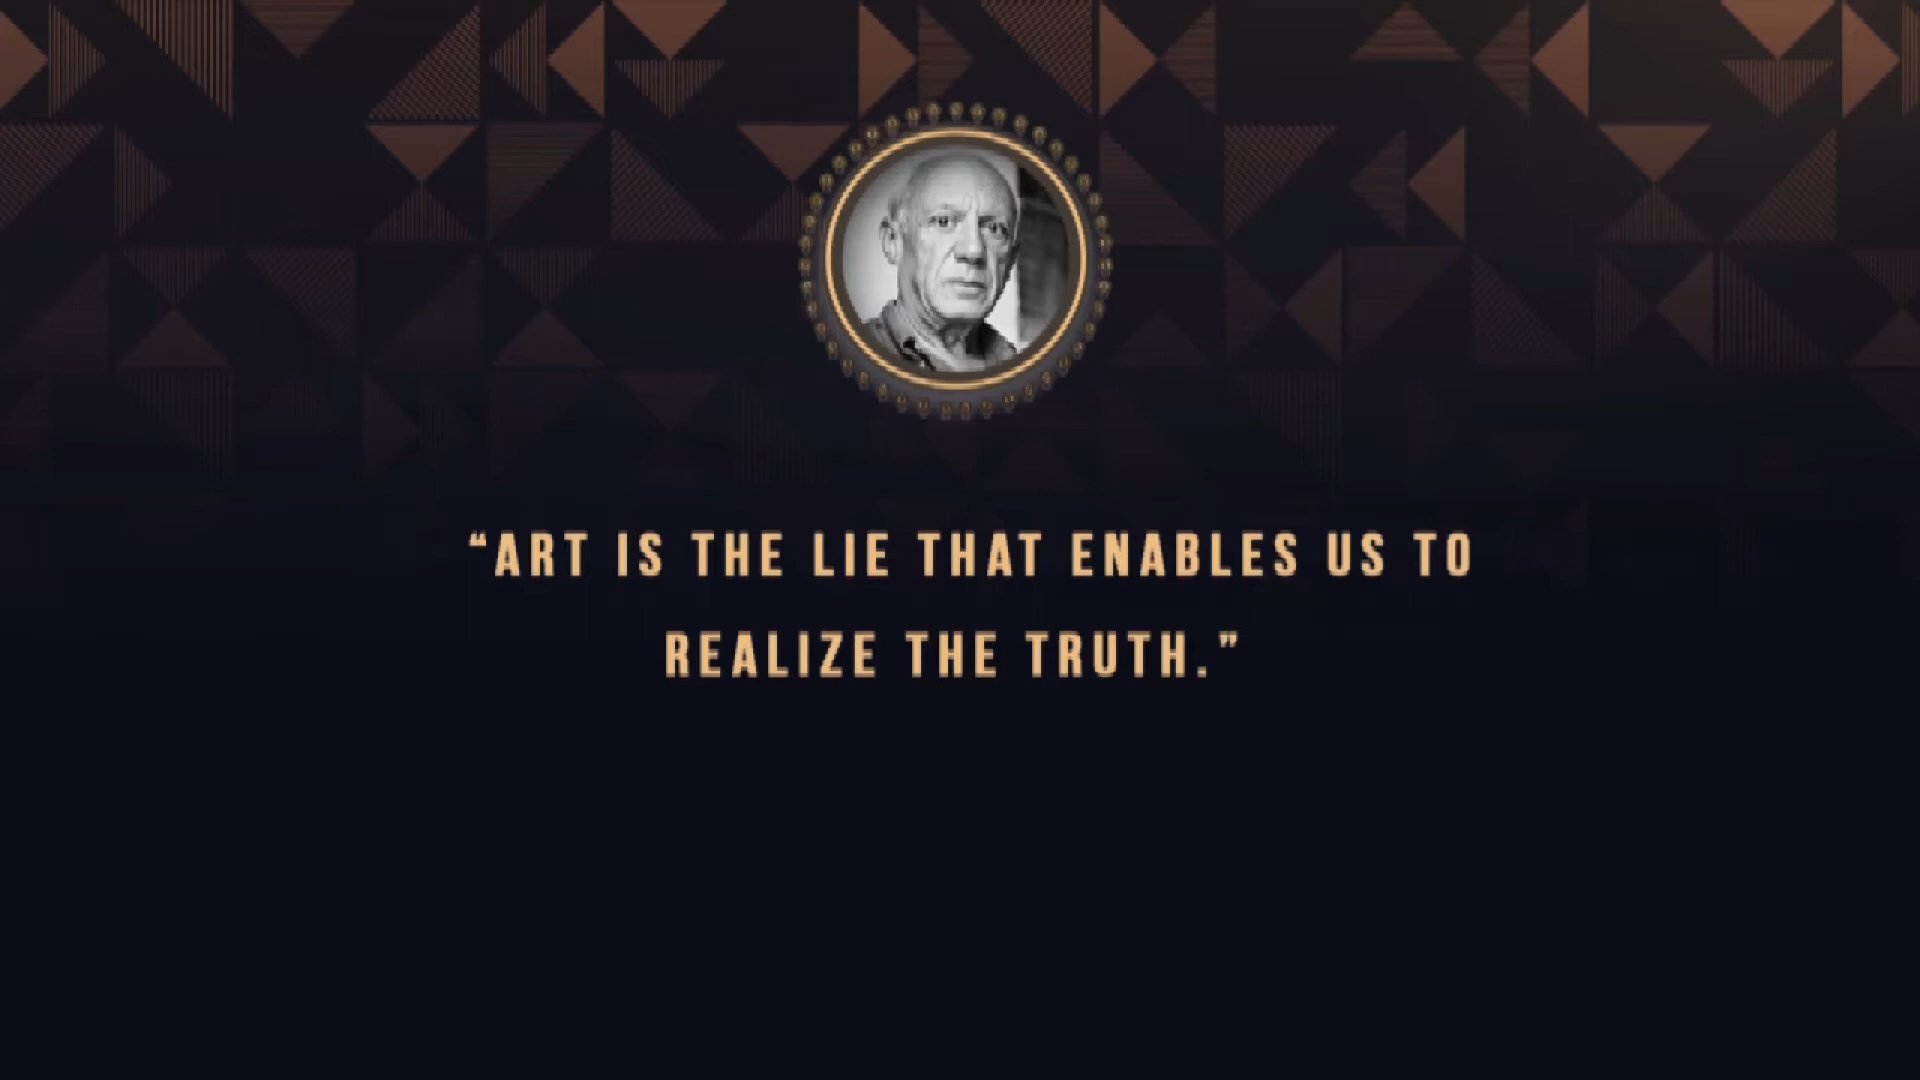 “ART IS THE LIE THAT ENABLES US TO
REALIZE THE TRUTH.”